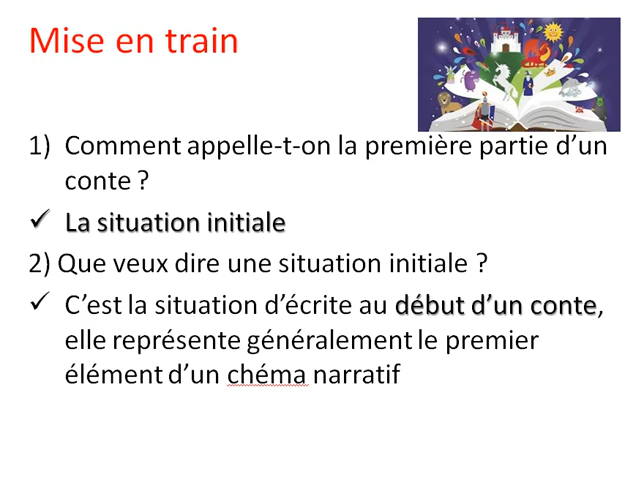 Mise en train
1) Comment appelle-t-on la première partie d'un
conte ?
✓ La situation initiale
2) Que veux dire une situation initiale ?
✓ C'est la situation d'écrite au début d'un conte,
elle représente généralement le premier
élément d'un chéma narratif